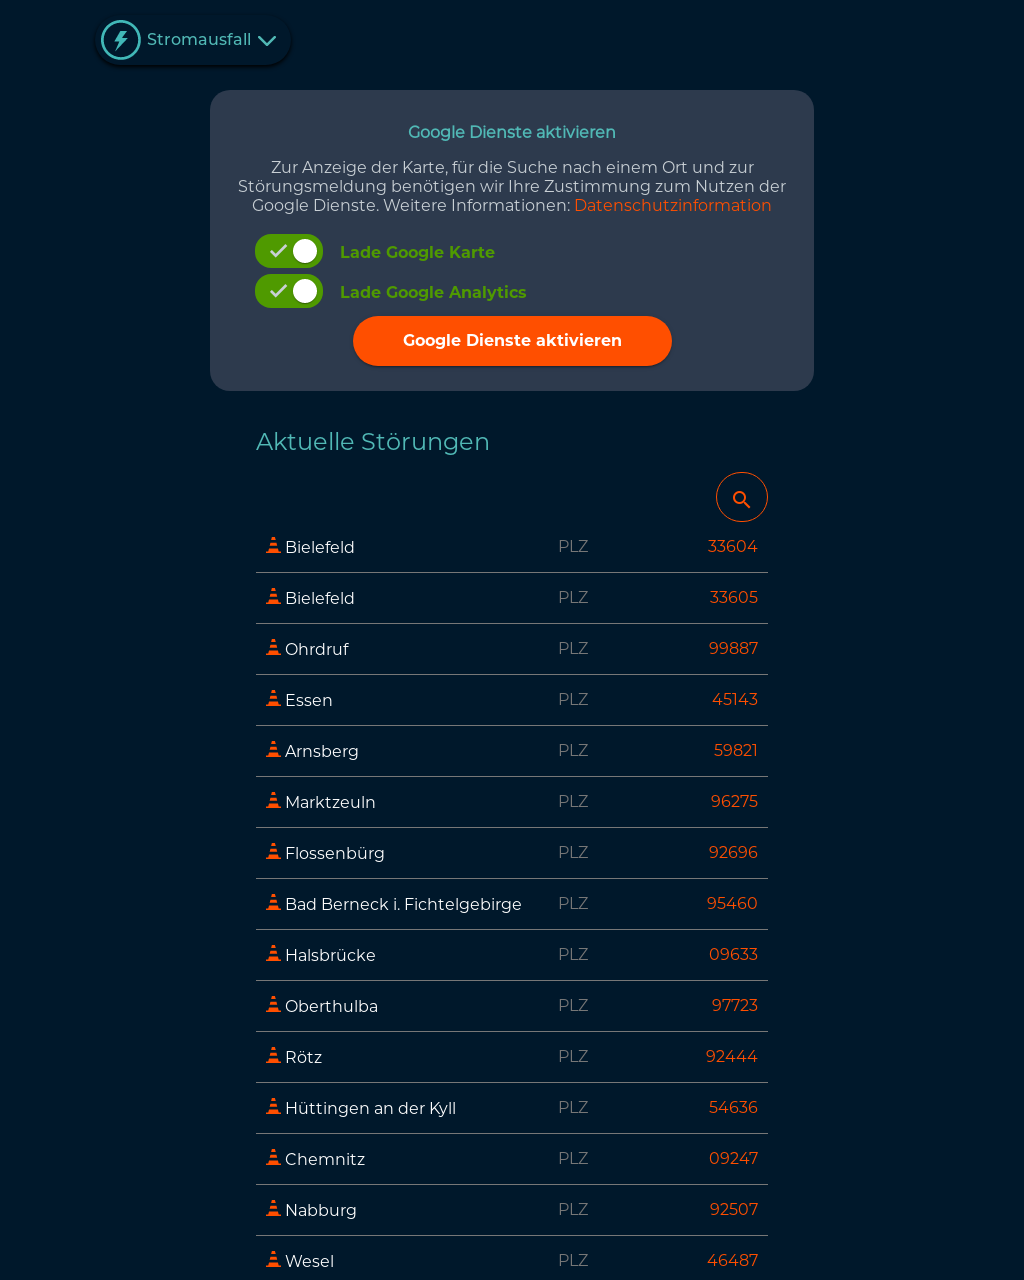 Stromausfall
Google Dienste aktivieren
Zur Anzeige der Karte, für die Suche nach einem Ort und zur
Störungsmeldung benötigen wir Ihre Zustimmung zum Nutzen der
Google Dienste. Weitere Informationen: Datenschutzinformation
Lade Google Karte
Lade Google Analytics
Google Dienste aktivieren
Aktuelle Störungen
Bielefeld PLZ 33604
Bielefeld PLZ 33605
Ohrdruf PLZ 99887
Essen PLZ 45143
Arnsberg PLZ 59821
Marktzeuln PLZ 96275
Flossenbürg PLZ 92696
Bad Berneck i. Fichtelgebirge PLZ 95460
Halsbrücke PLZ 09633
Oberthulba PLZ 97723
Rötz PLZ 92444
Hüttingen an der Kyll PLZ 54636
Chemnitz PLZ 09247
Nabburg PLZ 92507
Wesel PLZ 46487